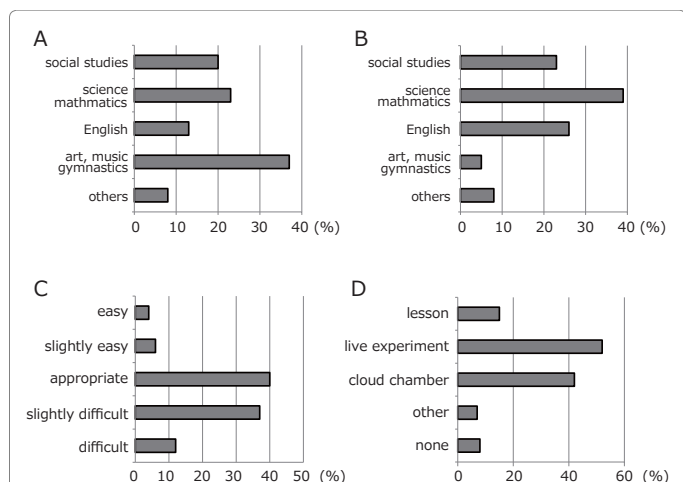 A
social studies
science
mathmatics
English
art, music
gymnastics
others
0 10 20 30 40 (%)
B
social studies
science
mathmatics
English
art, music
gymnastics
others
0 10 20 30 40 (%)
C
easy
slightly easy
appropriate
slightly difficult
difficult
0 10 20 30 40 50 (%)
D
lesson
live experiment
cloud chamber
other
none
0 20 40 60 (%)